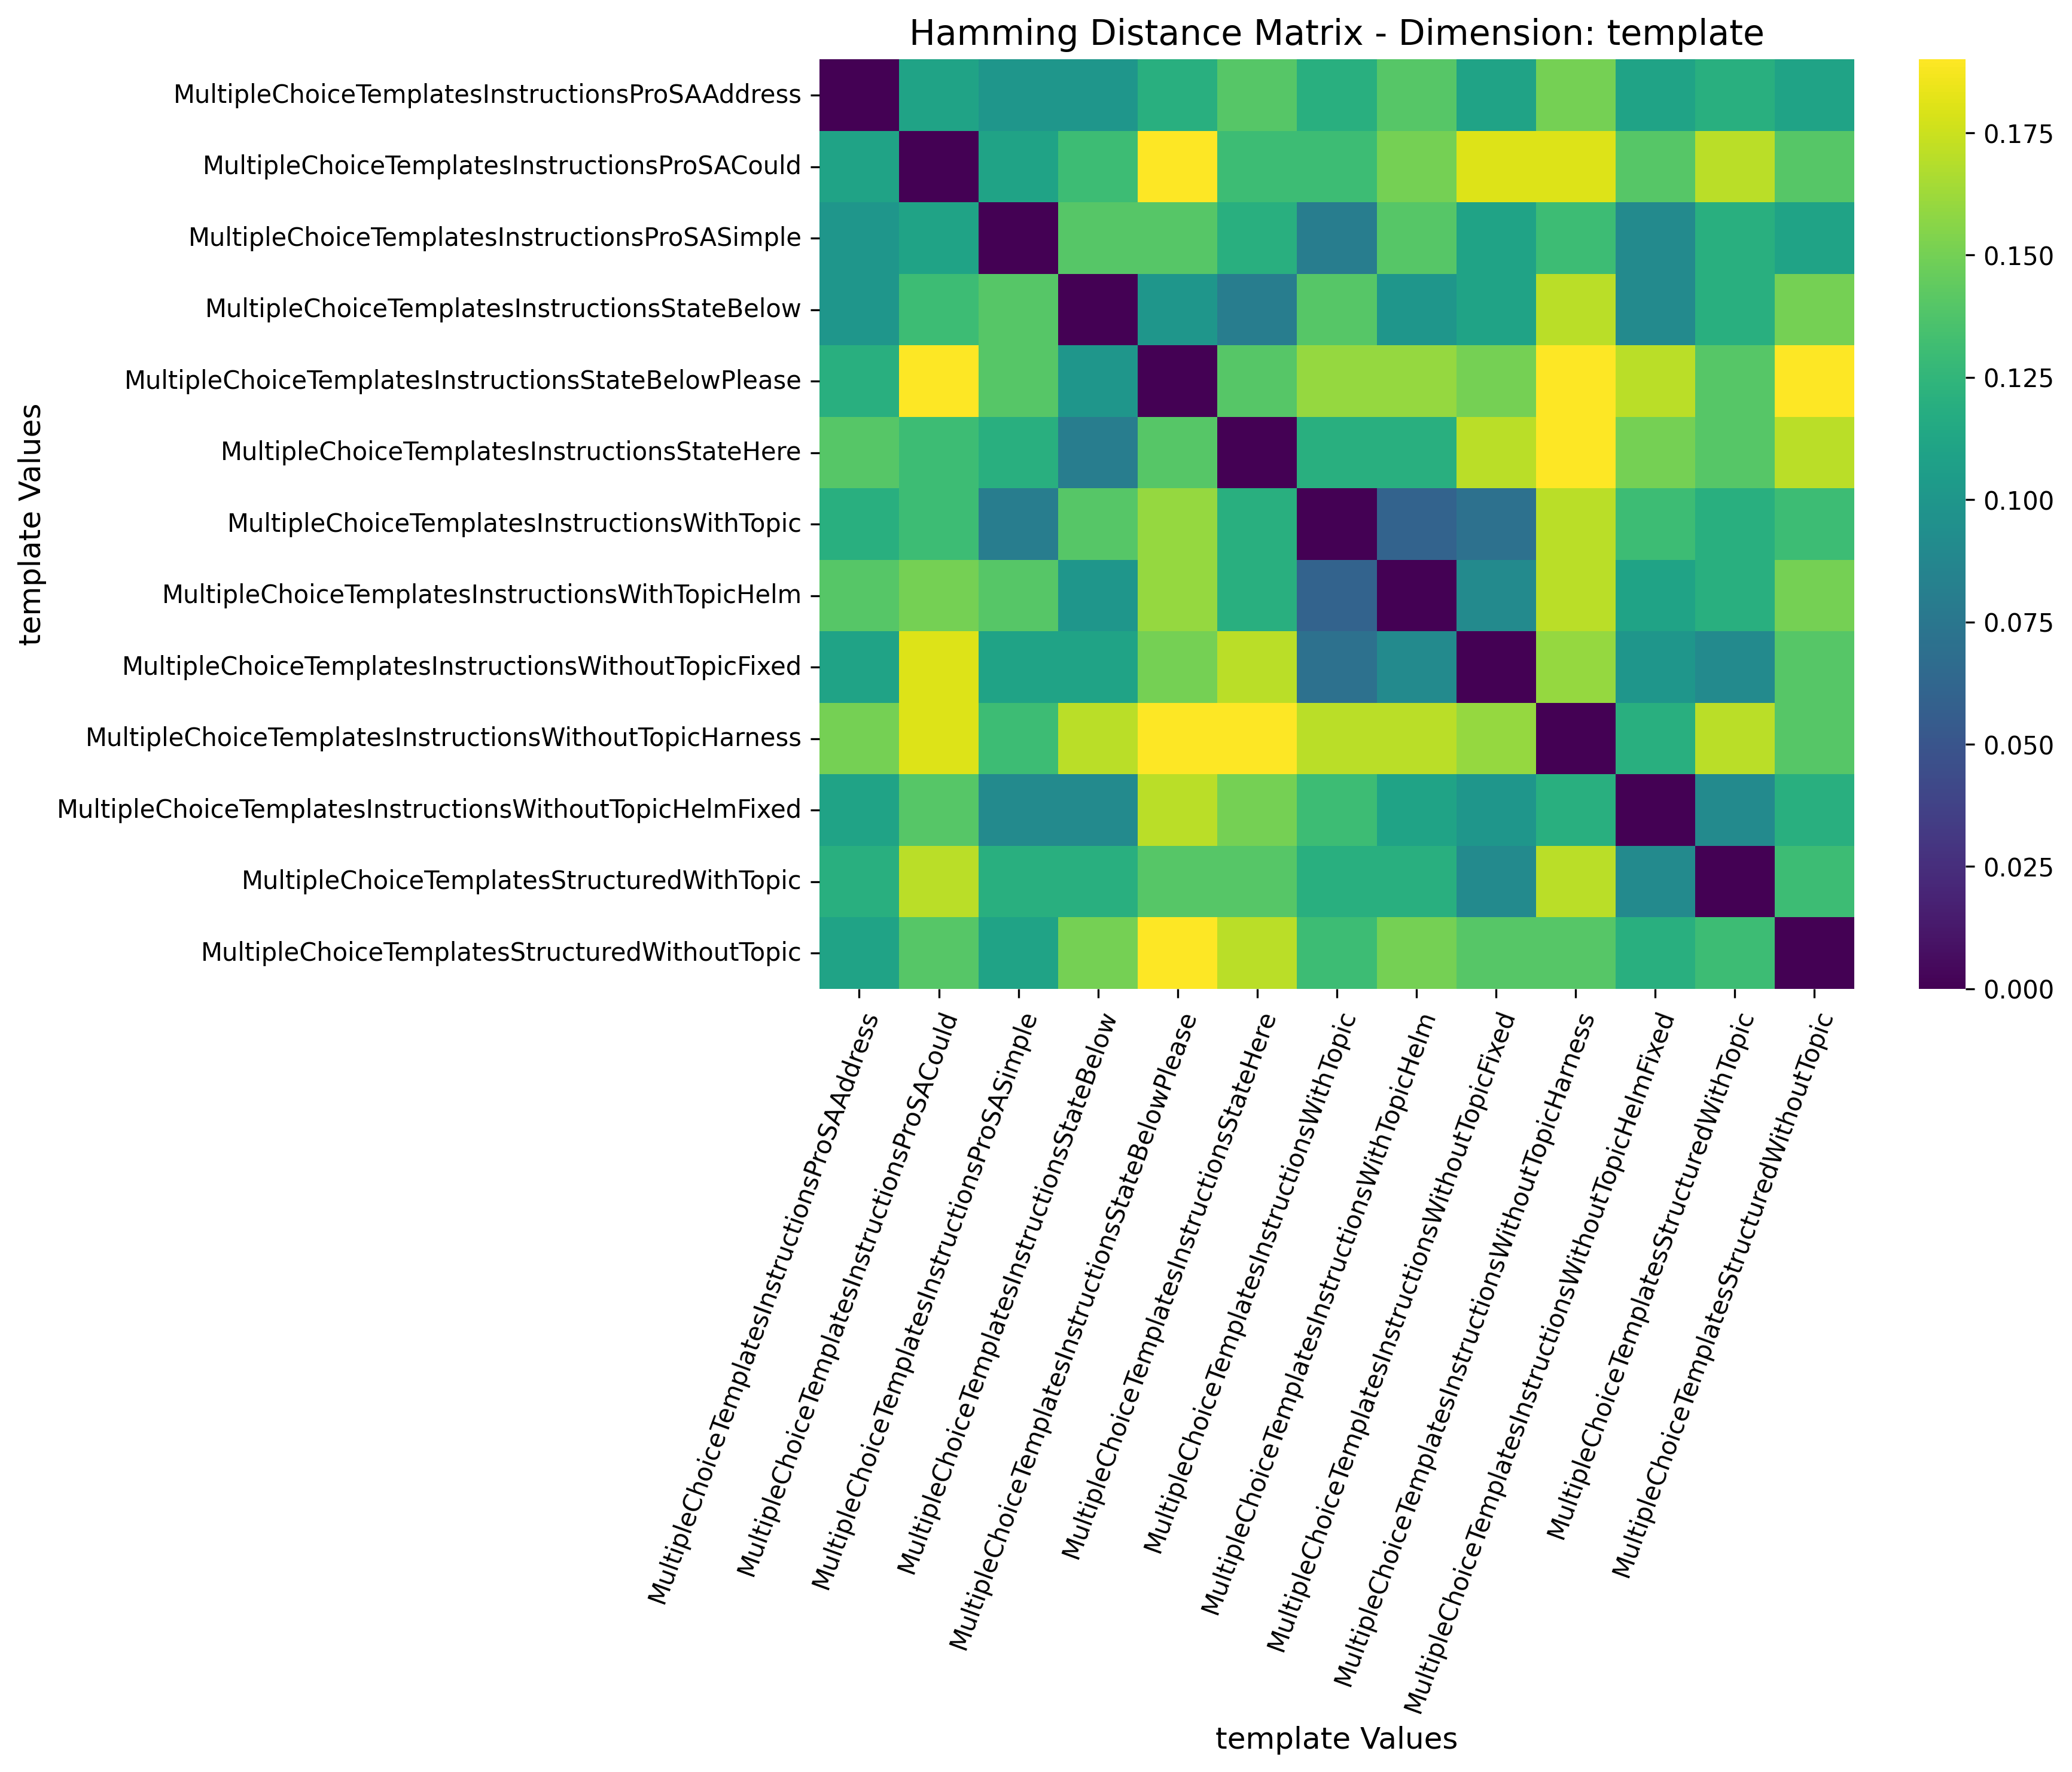 Hamming Distance Matrix - Dimension: template
template Values
MultipleChoiceTemplatesInstructionsProSAAddress
MultipleChoiceTemplatesInstructionsProSACould
MultipleChoiceTemplatesInstructionsProSASimple
MultipleChoiceTemplatesInstructionsStateBelow
MultipleChoiceTemplatesInstructionsStateBelowPlease
MultipleChoiceTemplatesInstructionsStateHere
MultipleChoiceTemplatesInstructionsWithTopic
MultipleChoiceTemplatesInstructionsWithTopicHelm
MultipleChoiceTemplatesInstructionsWithoutTopicFixed
MultipleChoiceTemplatesInstructionsWithoutTopicHarness
MultipleChoiceTemplatesInstructionsWithoutTopicHelmFixed
MultipleChoiceTemplatesStructuredWithTopic
MultipleChoiceTemplatesStructuredWithoutTopic
0.175
0.150
0.125
0.100
0.075
0.050
0.025
0.000
MultipleChoiceTemplatesInstructionsProSAAddress
MultipleChoiceTemplatesInstructionsProSACould
MultipleChoiceTemplatesInstructionsProSASimple
MultipleChoiceTemplatesInstructionsStateBelow
MultipleChoiceTemplatesInstructionsStateBelowPlease
MultipleChoiceTemplatesInstructionsStateHere
MultipleChoiceTemplatesInstructionsWithTopic
MultipleChoiceTemplatesInstructionsWithTopicHelm
MultipleChoiceTemplatesInstructionsWithoutTopicFixed
MultipleChoiceTemplatesInstructionsWithoutTopicHarness
MultipleChoiceTemplatesInstructionsWithoutTopicHelmFixed
MultipleChoiceTemplatesStructuredWithTopic
MultipleChoiceTemplatesStructuredWithoutTopic
template Values